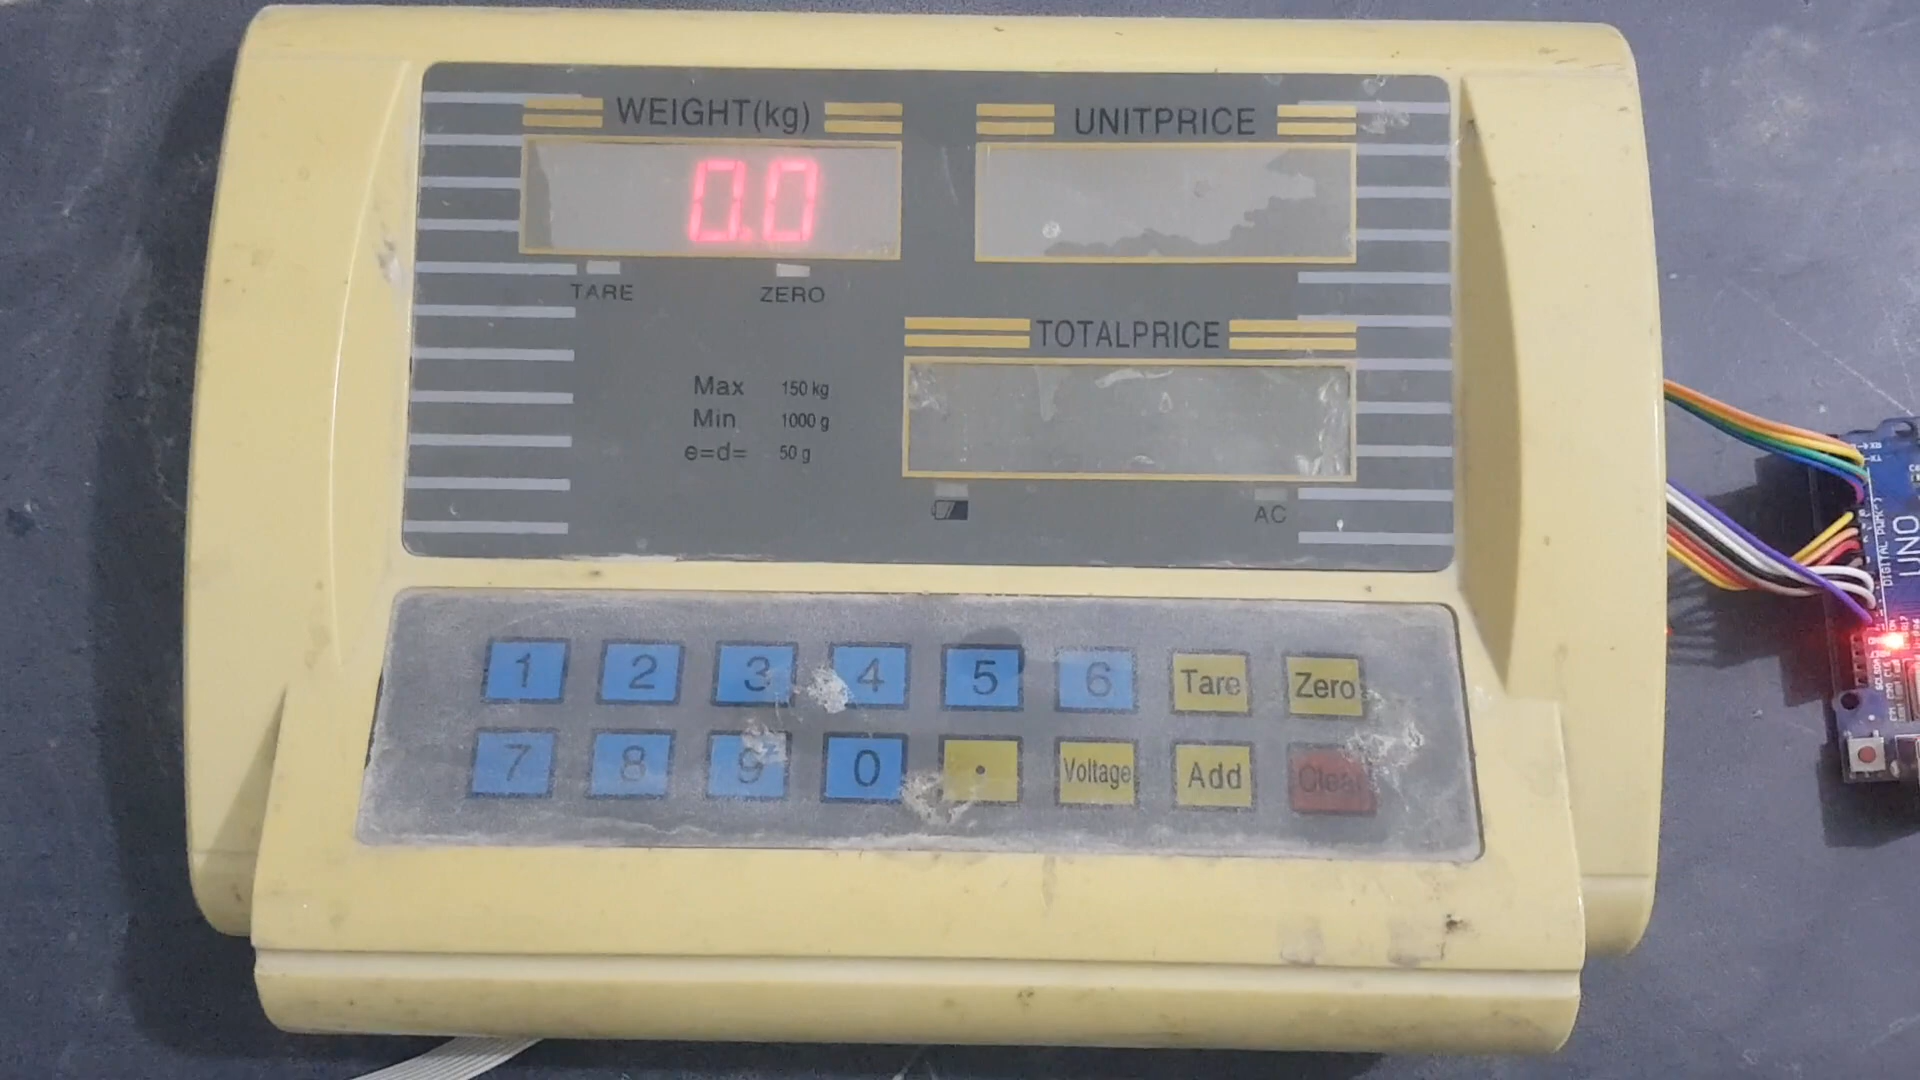 WEIGHT(kg)
UNITPRICE
0.0
TARE
ZERO
TOTALPRICE
Max 150 kg
Min 1000 g
e=d= 50 g
AC
1 2 3 4 5 6 Tare Zero
7 8 9 0 . Voltage Add Clear
UNO
DIGITAL PWM(~)